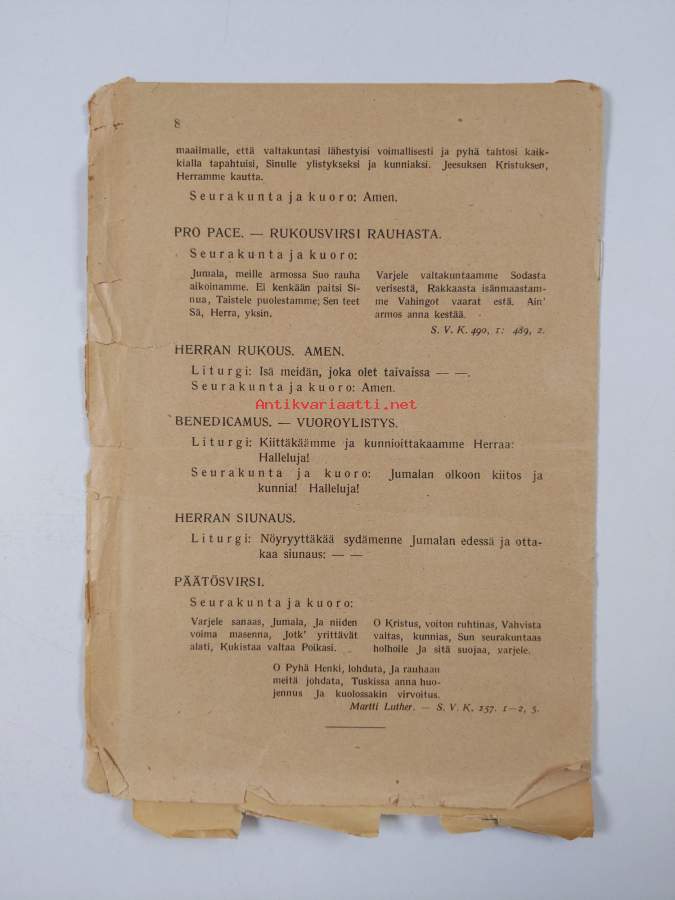 8
maailmalle, että valtakuntasi lähestyisi voimallisesti ja pyhä tahtosi kaik-
kialla tapahtuisi, Sinulle ylistykseksi ja kunniaksi. Jeesuksen Kristuksen,
Herramme kautta.
Seurakunta ja kuoro: Amen.
PRO PACE. — RUKOUSVIRSI RAUHASTA.
Seurakunta ja kuoro:
Jumala, meille armossa Suo rauha
aikoinamme. Ei kenkään paitsi Si-
nua, Taistele puolestamme; Sen teet
Sä, Herra, yksin.
Varjele valtakuntaamme Sodasta
verisestä, Rakkaasta isänmaastam-
me Vahingot vaarat estä. Ain'
armos anna kestää.
S. V. K. 490, 1: 489, 2.
HERRAN RUKOUS. AMEN.
Liturgi: Isä meidän, joka olet taivaissa — —.
Seurakunta ja kuoro: Amen.
Antikvariaatti.net
BENEDICAMUS. — VUOROYLISTYS.
Liturgi: Kiittäkäämme ja kunnioittakaamme Herraa:
Halleluja!
Seurakunta ja kuoro: Jumalan olkoon kiitos ja
kunnia! Halleluja!
HERRAN SIUNAUS.
Liturgi: Nöyryyttäkää sydämenne Jumalan edessä ja otta-
kaa siunaus: — —
PÄÄTÖSVIRSI.
Seurakunta ja kuoro:
Varjele sanaas, Jumala, Ja niiden
voima masenna, Jotk' yrittävät
alati, Kukistaa valtaa Poikasi.
O Kristus, voiton ruhtinas, Vahvista
valtas, kunnias, Sun seurakuntaas
holhoile Ja sitä suojaa, varjele.
O Pyhä Henki, lohduta, Ja rauhaan
meitä johdata, Tuskissa anna huo-
jennus Ja kuolossakin virvoitus.
Martti Luther. — S. V. K. 157. 1—2, 5.